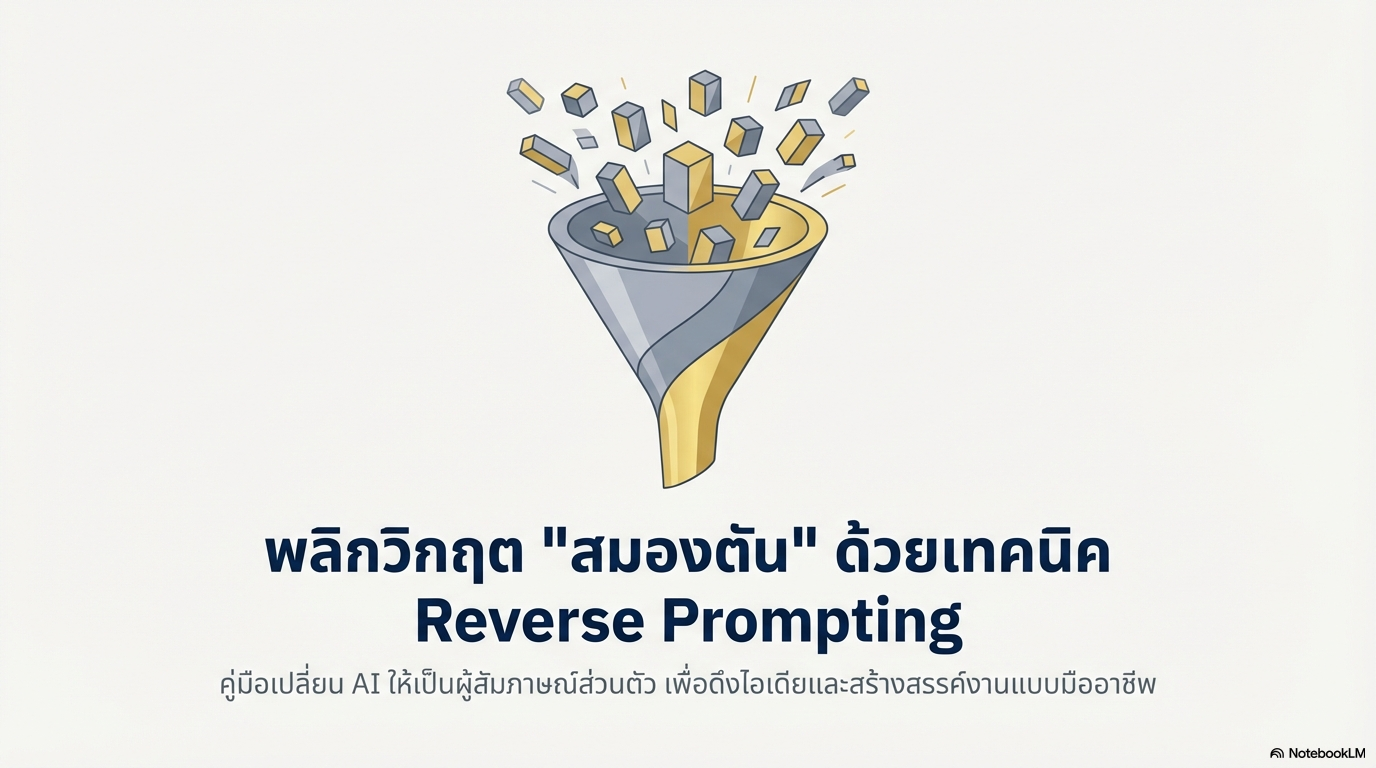 พลิกวิกฤต "สมองตัน" ด้วยเทคนิค
Reverse Prompting
คู่มือเปลี่ยน AI ให้เป็นผู้สัมภาษณ์ส่วนตัว เพื่อดึงไอเดียและสร้างสรรค์งานแบบมืออาชีพ
NotebookLM